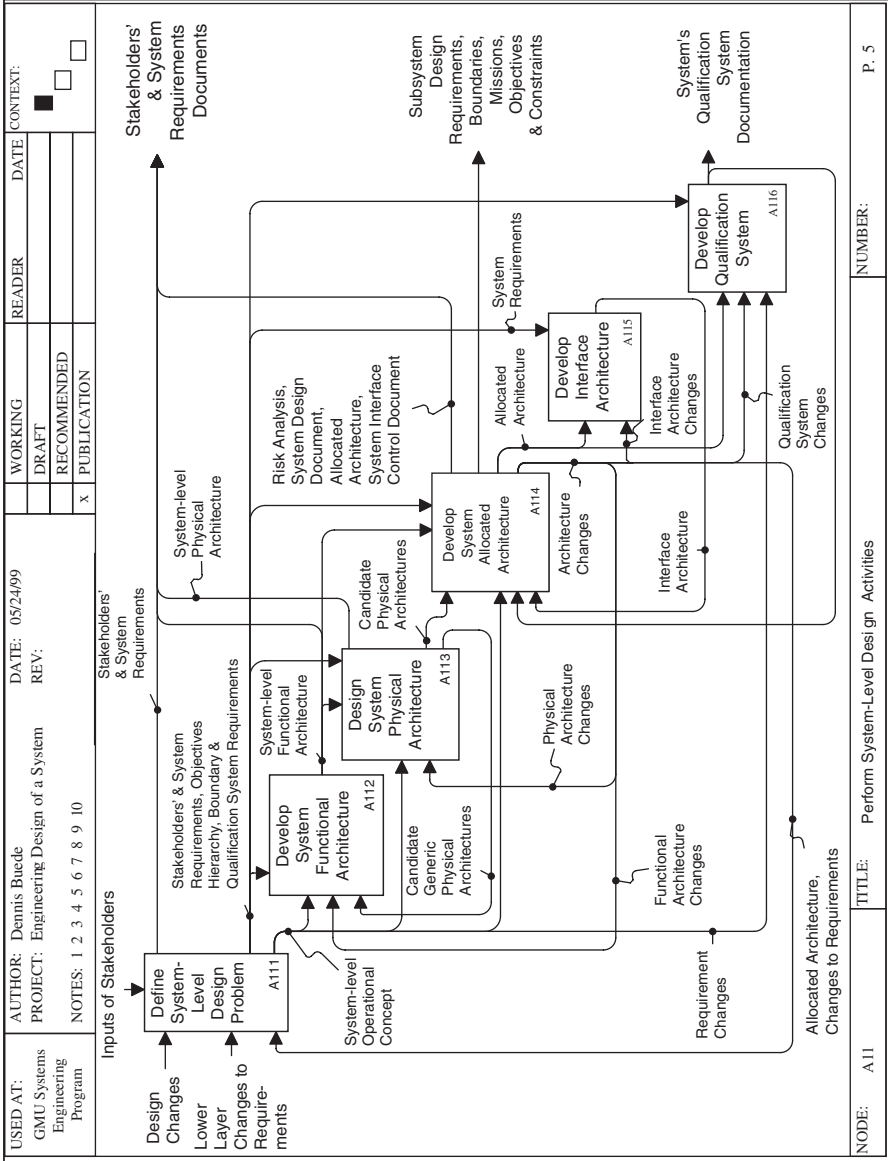 USED AT:
GMU Systems
Engineering
Program
AUTHOR: Dennis Buede
PROJECT: Engineering Design of a System
NOTES: 1 2 3 4 5 6 7 8 9 10
DATE: 05/24/99
REV:
WORKING
DRAFT
RECOMMENDED
x PUBLICATION
READER
DATE
CONTEXT:
Inputs of Stakeholders
Design
Changes
Lower
Layer
Changes to
Require-
ments
Define
System-
Level
Design
Problem
A111
Stakeholders'
& System
Requirements
Stakeholders' & System
Requirements, Objectives
Hierarchy, Boundary &
Qualification System Requirements
System-level
Operational
Concept
Develop
System
Functional
Architecture
A112
System-level
Functional
Architecture
Candidate
Generic
Physical
Architectures
Design
System
Physical
Architecture
A113
System-level
Physical
Architecture
Candidate
Physical
Architectures
Physical
Architecture
Changes
Functional
Architecture
Changes
Requirement
Changes
Allocated Architecture,
Changes to Requirements
Risk Analysis,
System Design
Document,
Allocated
Architecture,
System Interface
Control Document
Develop
System
Allocated
Architecture
A114
Architecture
Changes
Allocated
Architecture
System
Requirements
Develop
Interface
Architecture
A115
Interface
Architecture
Changes
Interface
Architecture
Qualification
System
Changes
Develop
Qualification
System
A116
Stakeholders'
& System
Requirements
Documents
Subsystem
Design
Requirements,
Boundaries,
Missions,
Objectives
& Constraints
System's
Qualification
System
Documentation
NODE: A11
TITLE: Perform System-Level Design Activities
NUMBER:
P. 5